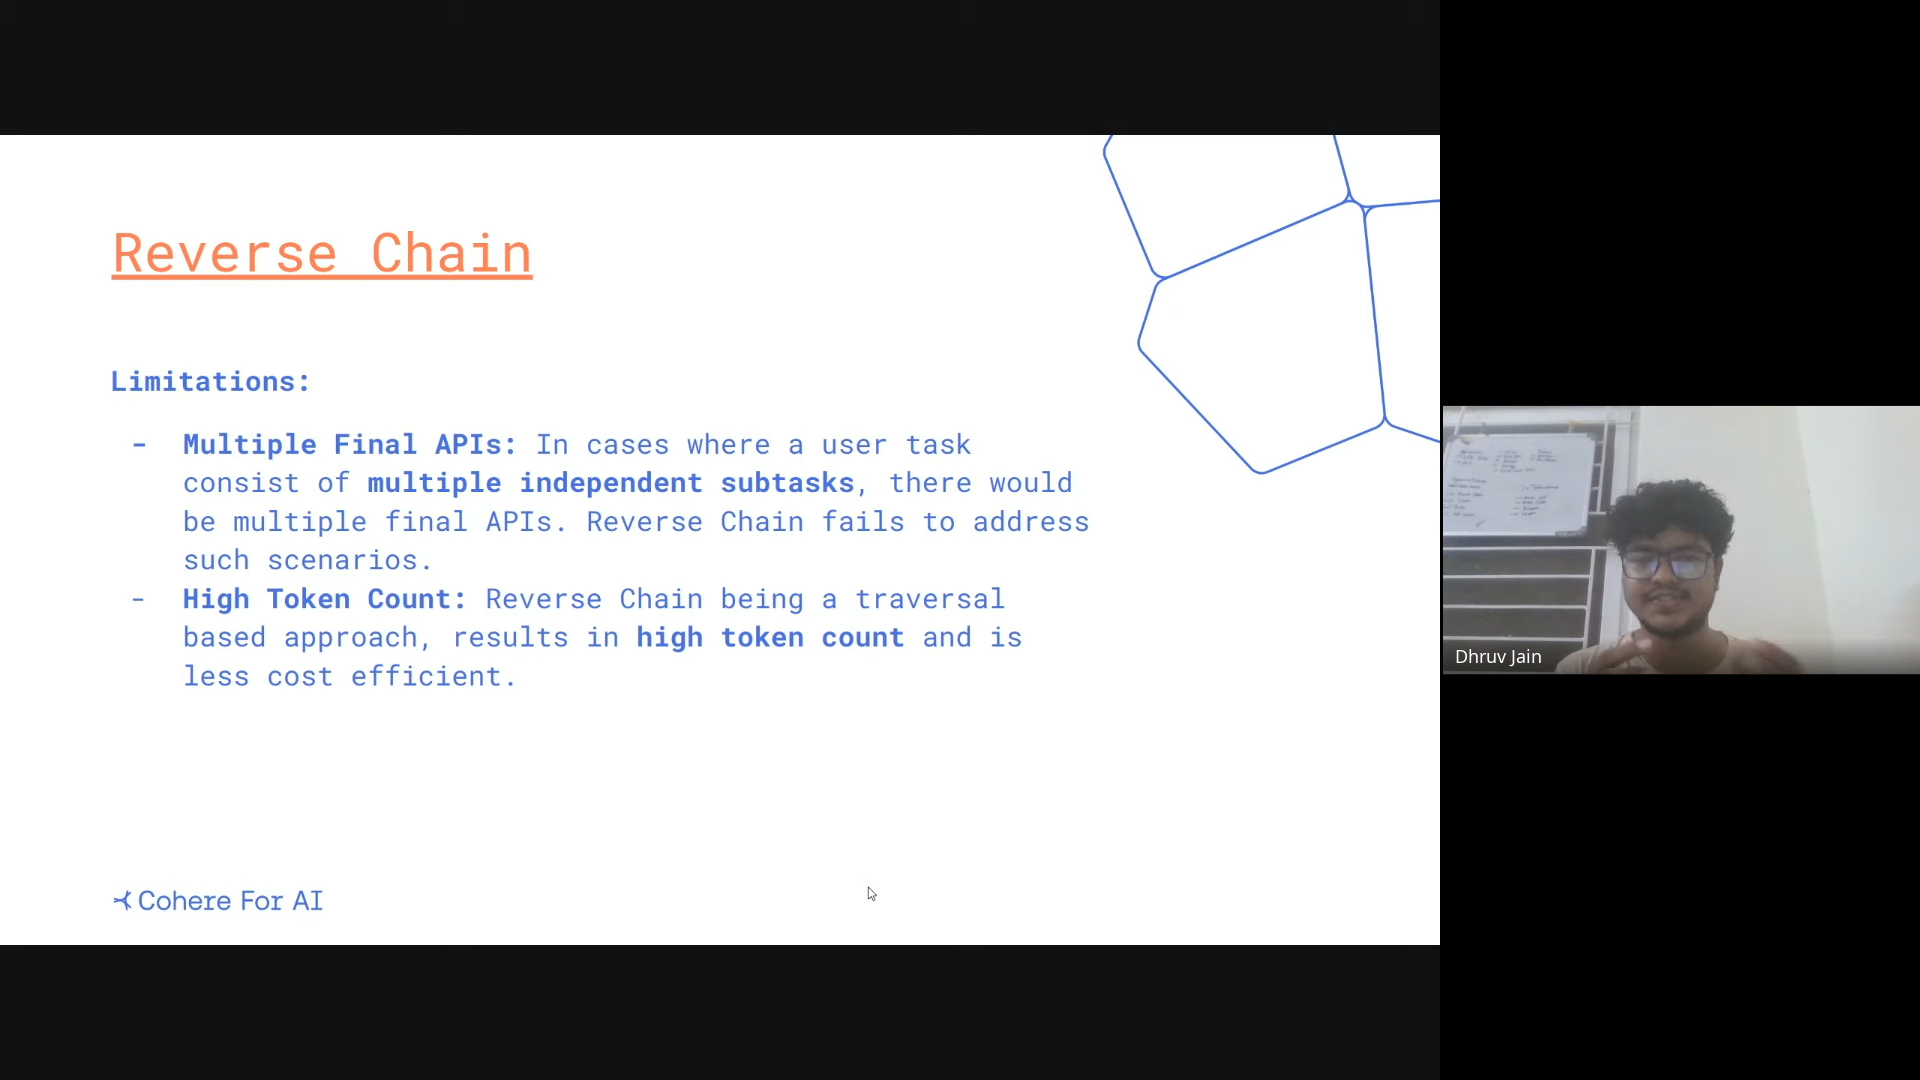 Reverse Chain
Limitations:
- Multiple Final APIs: In cases where a user task
consist of multiple independent subtasks, there would
be multiple final APIs. Reverse Chain fails to address
such scenarios.
- High Token Count: Reverse Chain being a traversal
based approach, results in high token count and is
less cost efficient.
Cohere For AI
Dhruv Jain